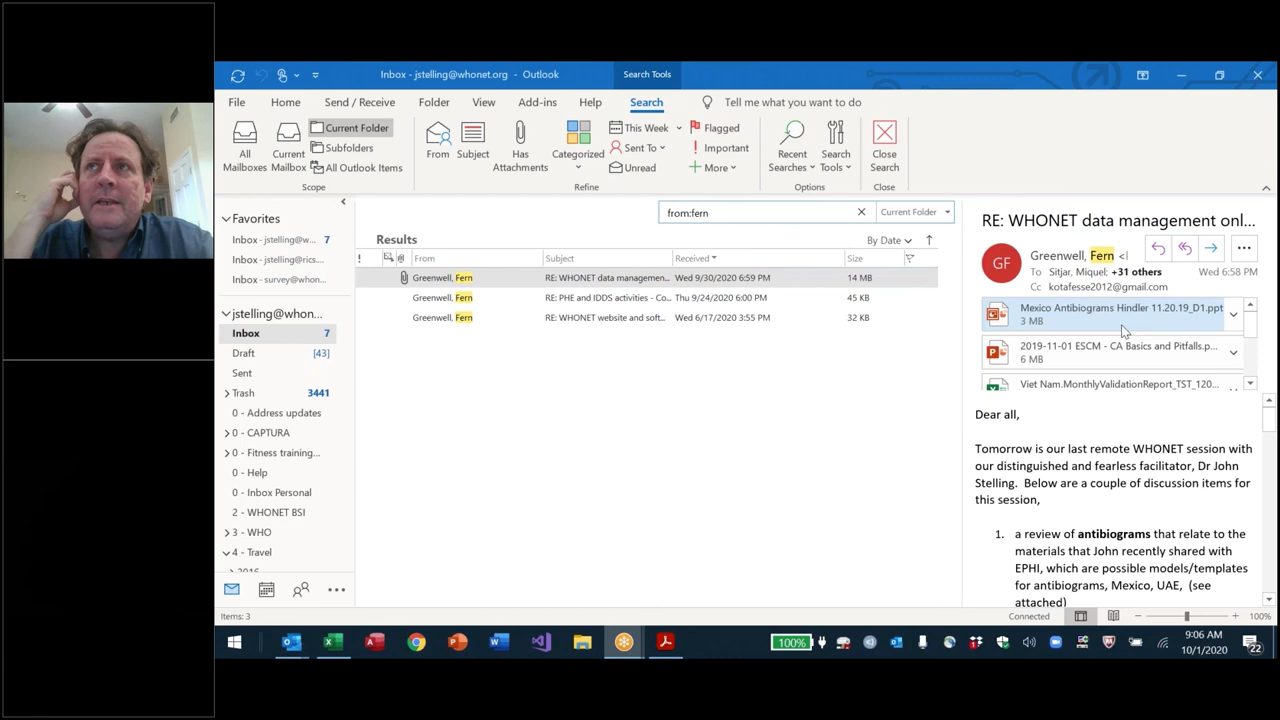 Inbox - jstelling@whonet.org - Outlook
Search Tools
File Home Send / Receive Folder View Add-ins Help Search Tell me what you want to do
All Mailboxes
Current Mailbox
Current Folder
Subfolders
All Outlook Items
Scope
From
Subject
Has Attachments
Categorized
This Week
Sent To
Unread
Flagged
Important
More
Refine
Recent Searches
Search Tools
Options
Close Search
Close
from:fern
Current Folder
Favorites
Inbox - jstelling@w... 7
Inbox - jstelling@rics...
Inbox - survey@whon...
jstelling@whon...
Inbox 7
Draft [43]
Sent
Trash 3441
0 - Address updates
0 - CAPTURA
0 - Fitness training...
0 - Help
0 - Inbox Personal
2 - WHONET BSI
3 - WHO
4 - Travel
2016
Results
By Date
! From Subject Received Size
Greenwell, Fern RE: WHONET data managemen... Wed 9/30/2020 6:59 PM 14 MB
Greenwell, Fern RE: PHE and IDDS activities - Co... Thu 9/24/2020 6:00 PM 45 KB
Greenwell, Fern RE: WHONET website and soft... Wed 6/17/2020 3:55 PM 32 KB
RE: WHONET data management onl...
GF
Greenwell, Fern <l
To Sitjar, Miquel; +31 others
Wed 6:58 PM
Cc kotafesse2012@gmail.com
Mexico Antibiograms Hindler 11.20.19_D1.ppt
3 MB
2019-11-01 ESCM - CA Basics and Pitfalls.p...
6 MB
Viet Nam.MonthlyValidationReport_TST_120...
Dear all,
Tomorrow is our last remote WHONET session with
our distinguished and fearless facilitator, Dr John
Stelling. Below are a couple of discussion items for
this session,
1. a review of antibiograms that relate to the
materials that John recently shared with
EPHI, which are possible models/templates
for antibiograms, Mexico, UAE, (see
attached)
Items: 3
Connected
100%
100%
9:06 AM
10/1/2020
22